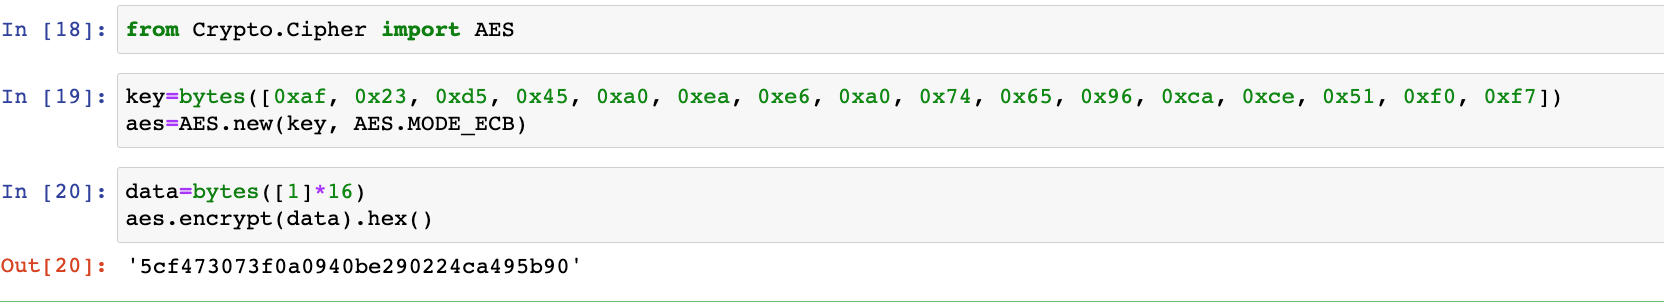 In [18]: from Crypto.Cipher import AES
In [19]: key=bytes([0xaf, 0x23, 0xd5, 0x45, 0xa0, 0xea, 0xe6, 0xa0, 0x74, 0x65, 0x96, 0xca, 0xce, 0x51, 0xf0, 0xf7])
aes=AES.new(key, AES.MODE_ECB)
In [20]: data=bytes([1]*16)
aes.encrypt(data).hex()
Out[20]: '5cf473073f0a0940be290224ca495b90'